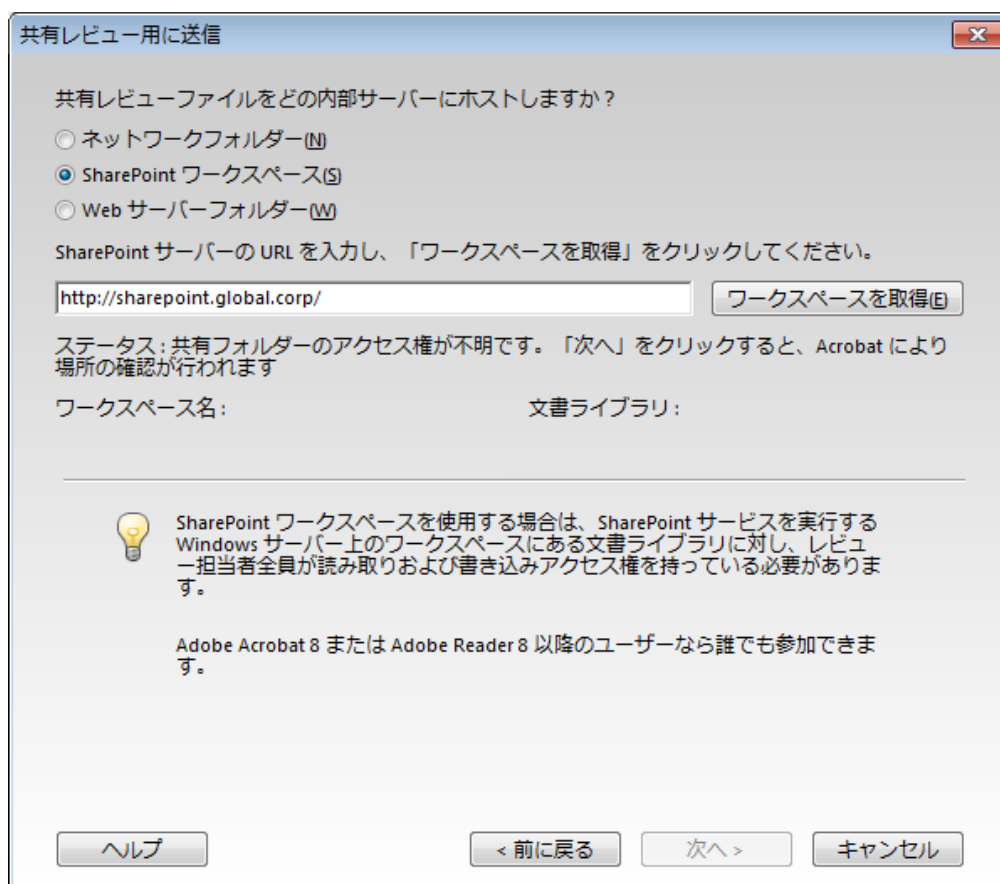 共有レビュー用に送信
共有レビューファイルをどの内部サーバーにホストしますか？
ネットワークフォルダー(N)
SharePoint ワークスペース(S)
Web サーバーフォルダー(W)
SharePoint サーバーの URL を入力し、「ワークスペースを取得」をクリックしてください。
http://sharepoint.global.corp/
ワークスペースを取得(E)
ステータス : 共有フォルダーのアクセス権が不明です。「次へ」をクリックすると、Acrobat により
場所の確認が行われます
ワークスペース名 :
文書ライブラリ :
SharePoint ワークスペースを使用する場合は、SharePoint サービスを実行する
Windows サーバー上のワークスペースにある文書ライブラリに対し、レビュ
ー担当者全員が読み取りおよび書き込みアクセス権を持っている必要がありま
す。
Adobe Acrobat 8 または Adobe Reader 8 以降のユーザーなら誰でも参加できま
す。
ヘルプ
< 前に戻る
次へ >
キャンセル